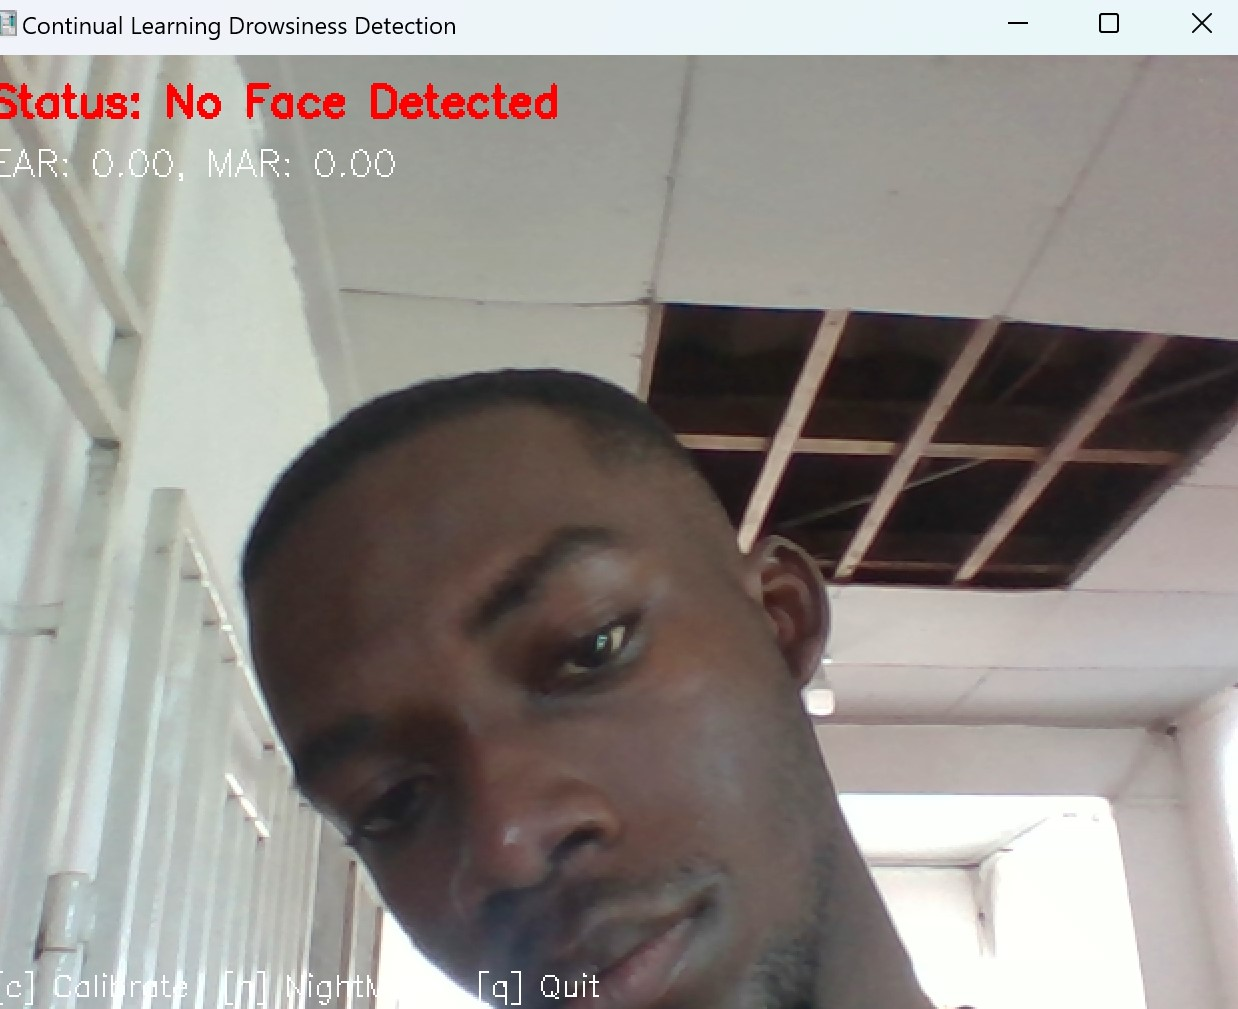 Continual Learning Drowsiness Detection
Status: No Face Detected
EAR: 0.00, MAR: 0.00
[c] Calibrate [n] [q] Quit